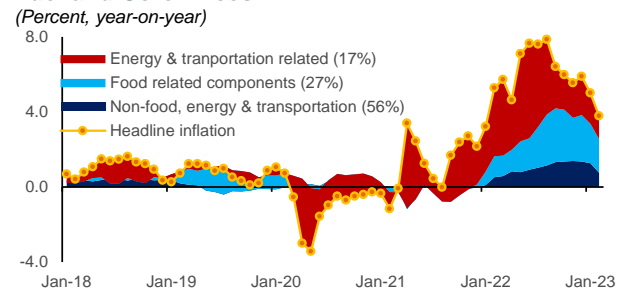 (Percent, year-on-year)
8.0
4.0
0.0
-4.0
Energy & tranportation related (17%)
Food related components (27%)
Non-food, energy & transportation (56%)
Headline inflation
Jan-18 Jan-19 Jan-20 Jan-21 Jan-22 Jan-23